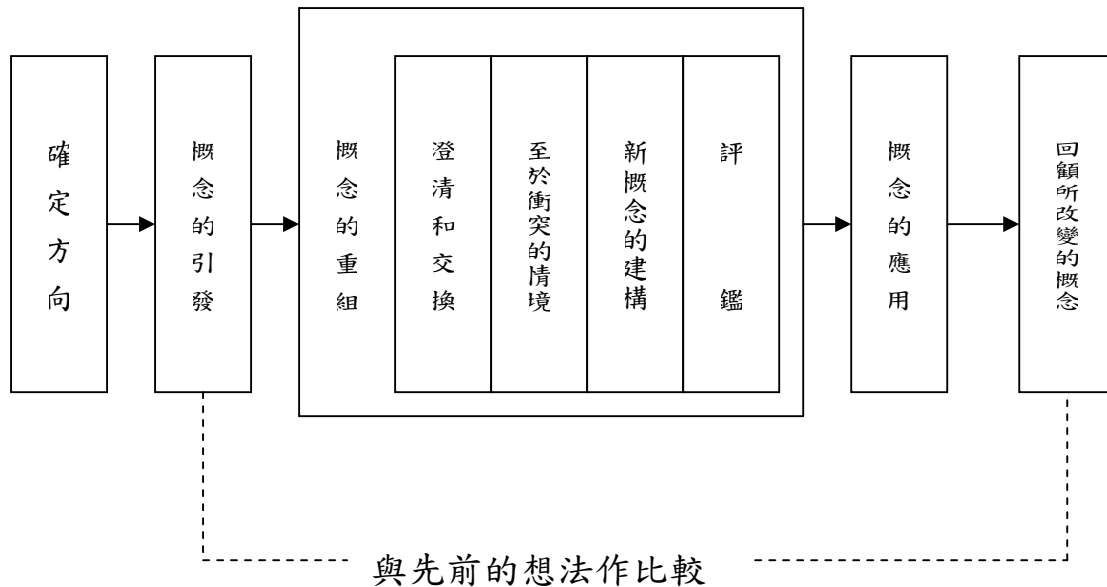 確定方向
概念的引發
概念的重組
澄清和交換
至於衝突的情境
新概念的建構
評鑑
概念的應用
回顧所改變的概念
與先前的想法作比較